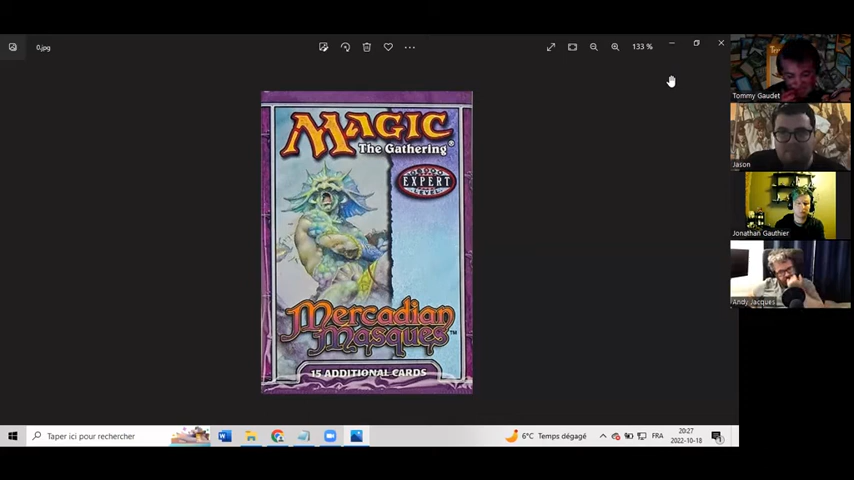 0.jpg
133 %
MAGIC
The Gathering®
EXPERT
LEVEL
Mercadian
Masques™
15 ADDITIONAL CARDS
Tommy Gaudet
Jason
Jonathan Gauthier
Andy Jacques
Taper ici pour rechercher
6°C Temps dégagé
FRA
20:27
2022-10-18